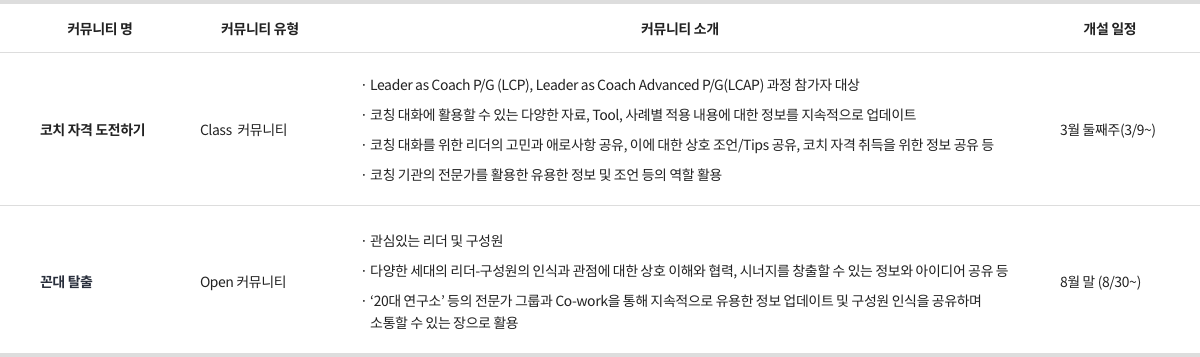 커뮤니티 명 커뮤니티 유형 커뮤니티 소개 개설 일정
· Leader as Coach P/G (LCP), Leader as Coach Advanced P/G(LCAP) 과정 참가자 대상
· 코칭 대화에 활용할 수 있는 다양한 자료, Tool, 사례별 적용 내용에 대한 정보를 지속적으로 업데이트
코치 자격 도전하기 Class 커뮤니티 3월 둘째주(3/9~)
· 코칭 대화를 위한 리더의 고민과 애로사항 공유, 이에 대한 상호 조언/Tips 공유, 코치 자격 취득을 위한 정보 공유 등
· 코칭 기관의 전문가를 활용한 유용한 정보 및 조언 등의 역할 활용
· 관심있는 리더 및 구성원
· 다양한 세대의 리더-구성원의 인식과 관점에 대한 상호 이해와 협력, 시너지를 창출할 수 있는 정보와 아이디어 공유 등
꼰대 탈출 Open 커뮤니티 8월 말 (8/30~)
· ‘20대 연구소’ 등의 전문가 그룹과 Co-work을 통해 지속적으로 유용한 정보 업데이트 및 구성원 인식을 공유하며
소통할 수 있는 장으로 활용